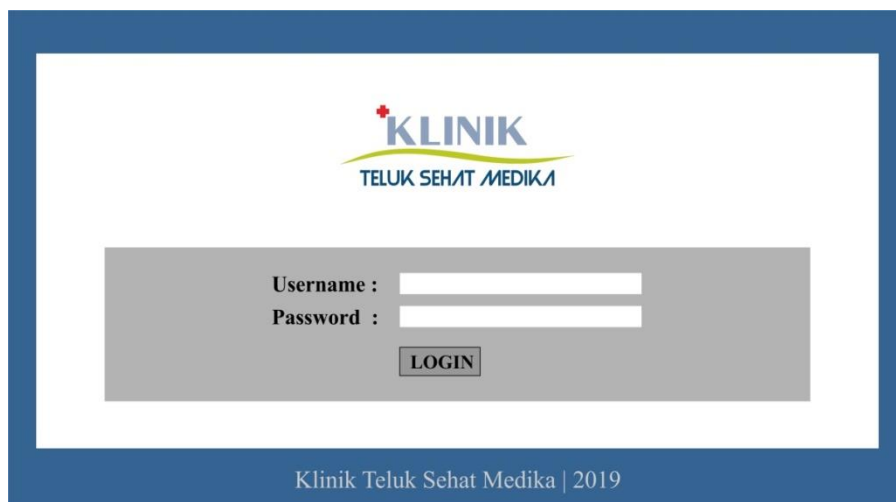 KLINIK
TELUK SEHAT MEDIKA
Username :
Password :
LOGIN
Klinik Teluk Sehat Medika | 2019